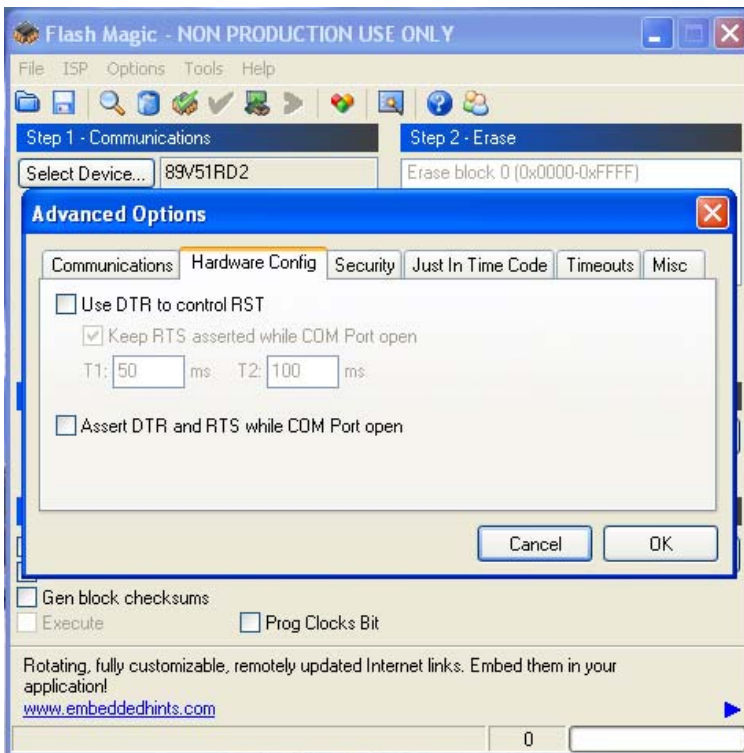 Flash Magic - NON PRODUCTION USE ONLY
File ISP Options Tools Help
Step 1 - Communications
Step 2 - Erase
Select Device...
89V51RD2
Erase block 0 (0x0000-0xFFFF)
Advanced Options
Communications
Hardware Config
Security
Just In Time Code
Timeouts
Misc
Use DTR to control RST
Keep RTS asserted while COM Port open
T1: 50 ms T2: 100 ms
Assert DTR and RTS while COM Port open
Cancel
OK
Gen block checksums
Execute
Prog Clocks Bit
Rotating, fully customizable, remotely updated Internet links. Embed them in your
application!
www.embeddedhints.com
0